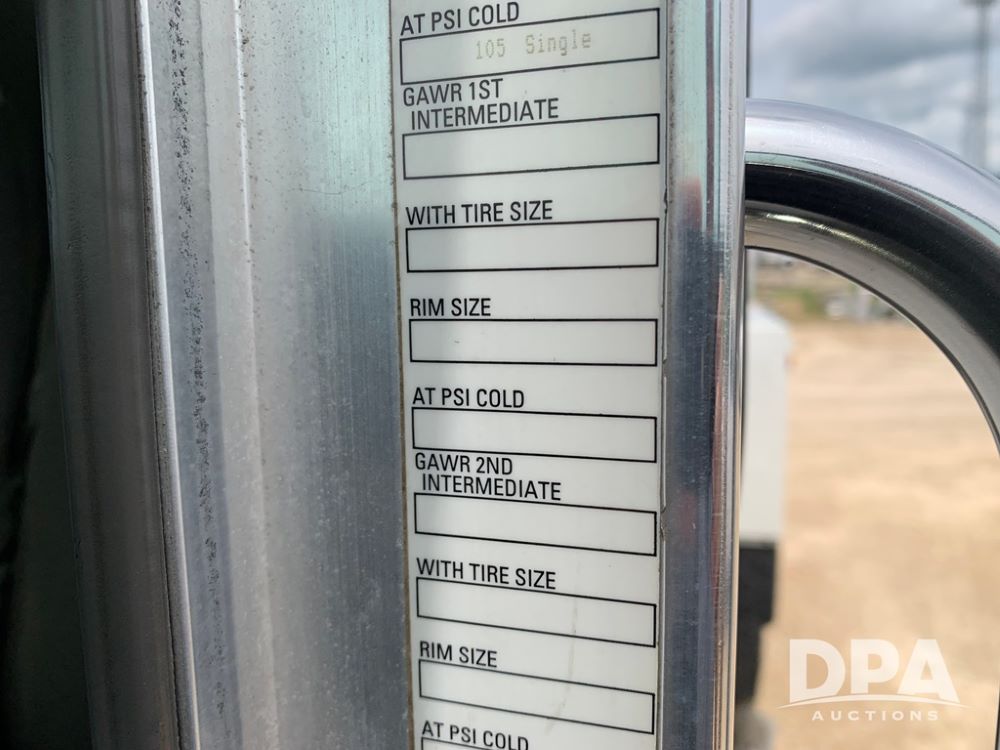 AT PSI COLD
105 Single
GAWR 1ST
INTERMEDIATE
WITH TIRE SIZE
RIM SIZE
AT PSI COLD
GAWR 2ND
INTERMEDIATE
WITH TIRE SIZE
RIM SIZE
AT PSI COLD
DPA
AUCTIONS